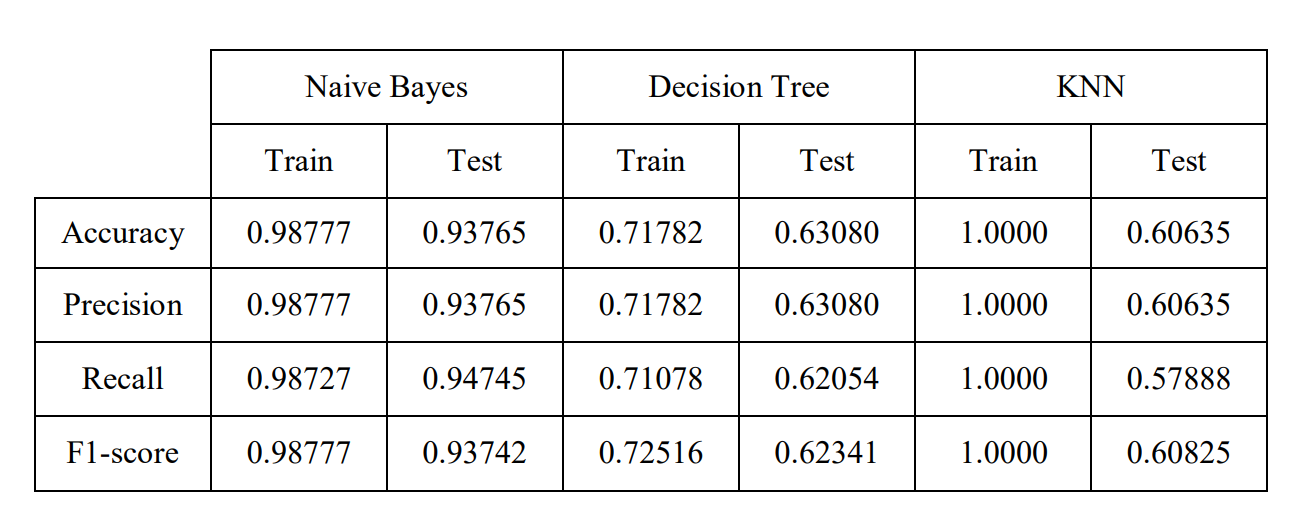 Naive Bayes Decision Tree KNN
Train Test Train Test Train Test
Accuracy 0.98777 0.93765 0.71782 0.63080 1.0000 0.60635
Precision 0.98777 0.93765 0.71782 0.63080 1.0000 0.60635
Recall 0.98727 0.94745 0.71078 0.62054 1.0000 0.57888
F1-score 0.98777 0.93742 0.72516 0.62341 1.0000 0.60825